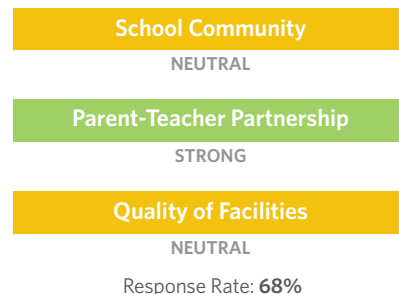 School Community
NEUTRAL
Parent-Teacher Partnership
STRONG
Quality of Facilities
NEUTRAL
Response Rate: 68%